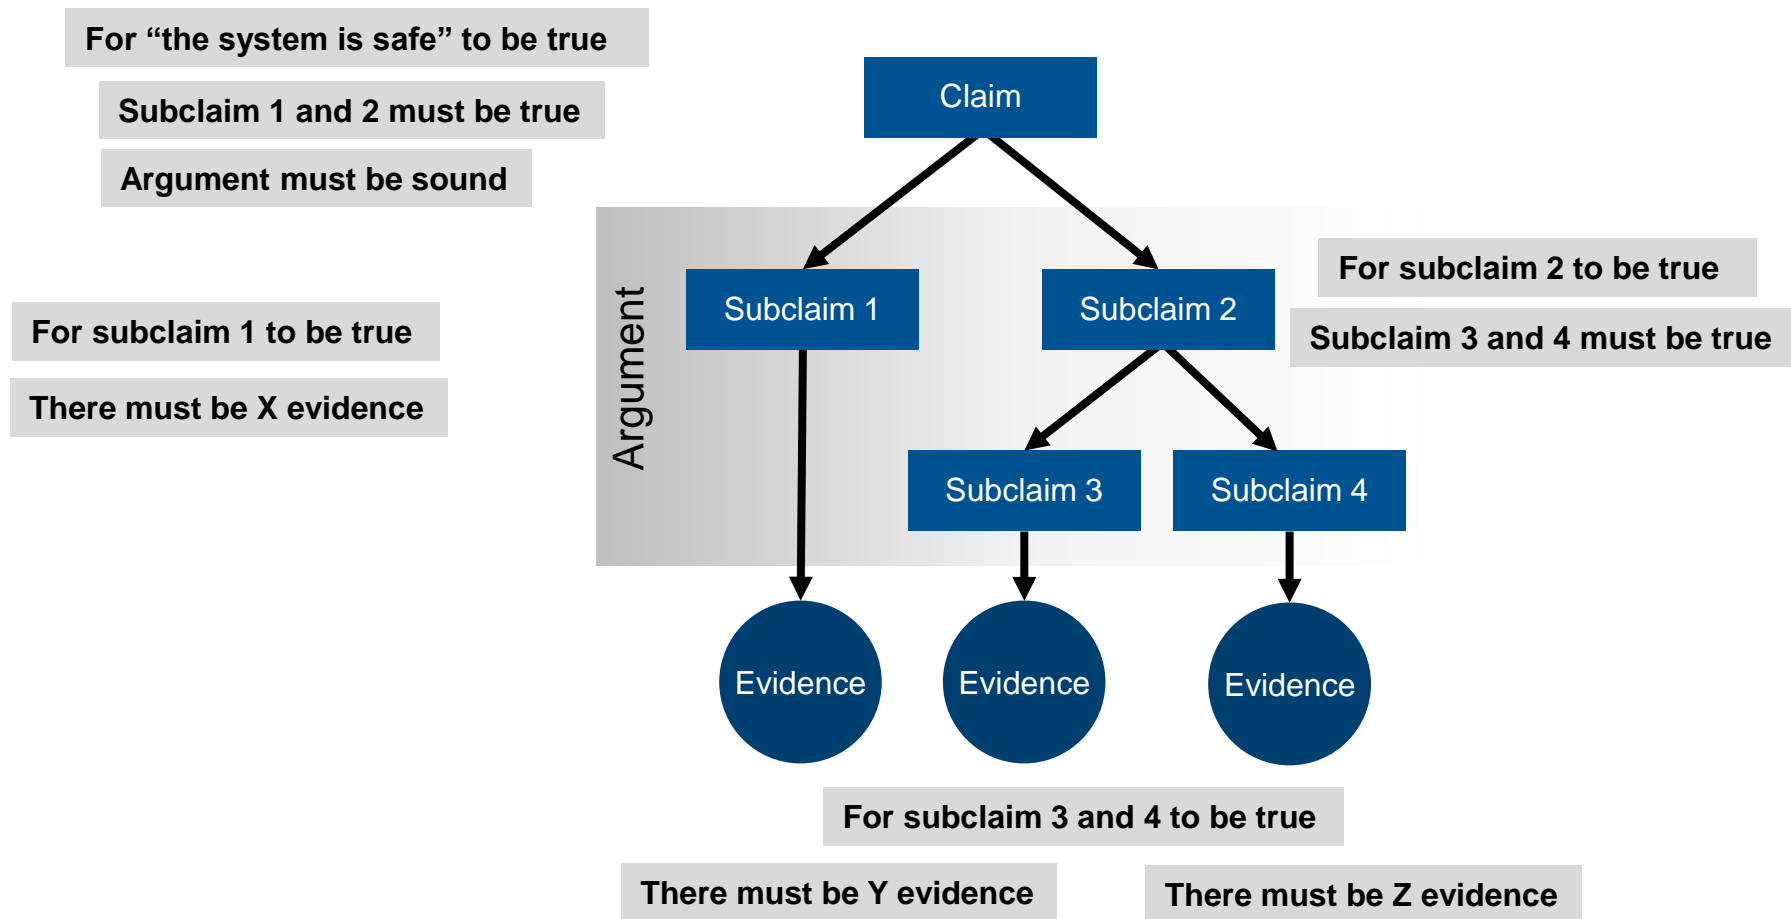 For “the system is safe” to be true
Subclaim 1 and 2 must be true
Argument must be sound
Claim
Argument
Subclaim 1
Subclaim 2
For subclaim 2 to be true
Subclaim 3 and 4 must be true
For subclaim 1 to be true
There must be X evidence
Subclaim 3
Subclaim 4
Evidence
Evidence
Evidence
For subclaim 3 and 4 to be true
There must be Y evidence
There must be Z evidence